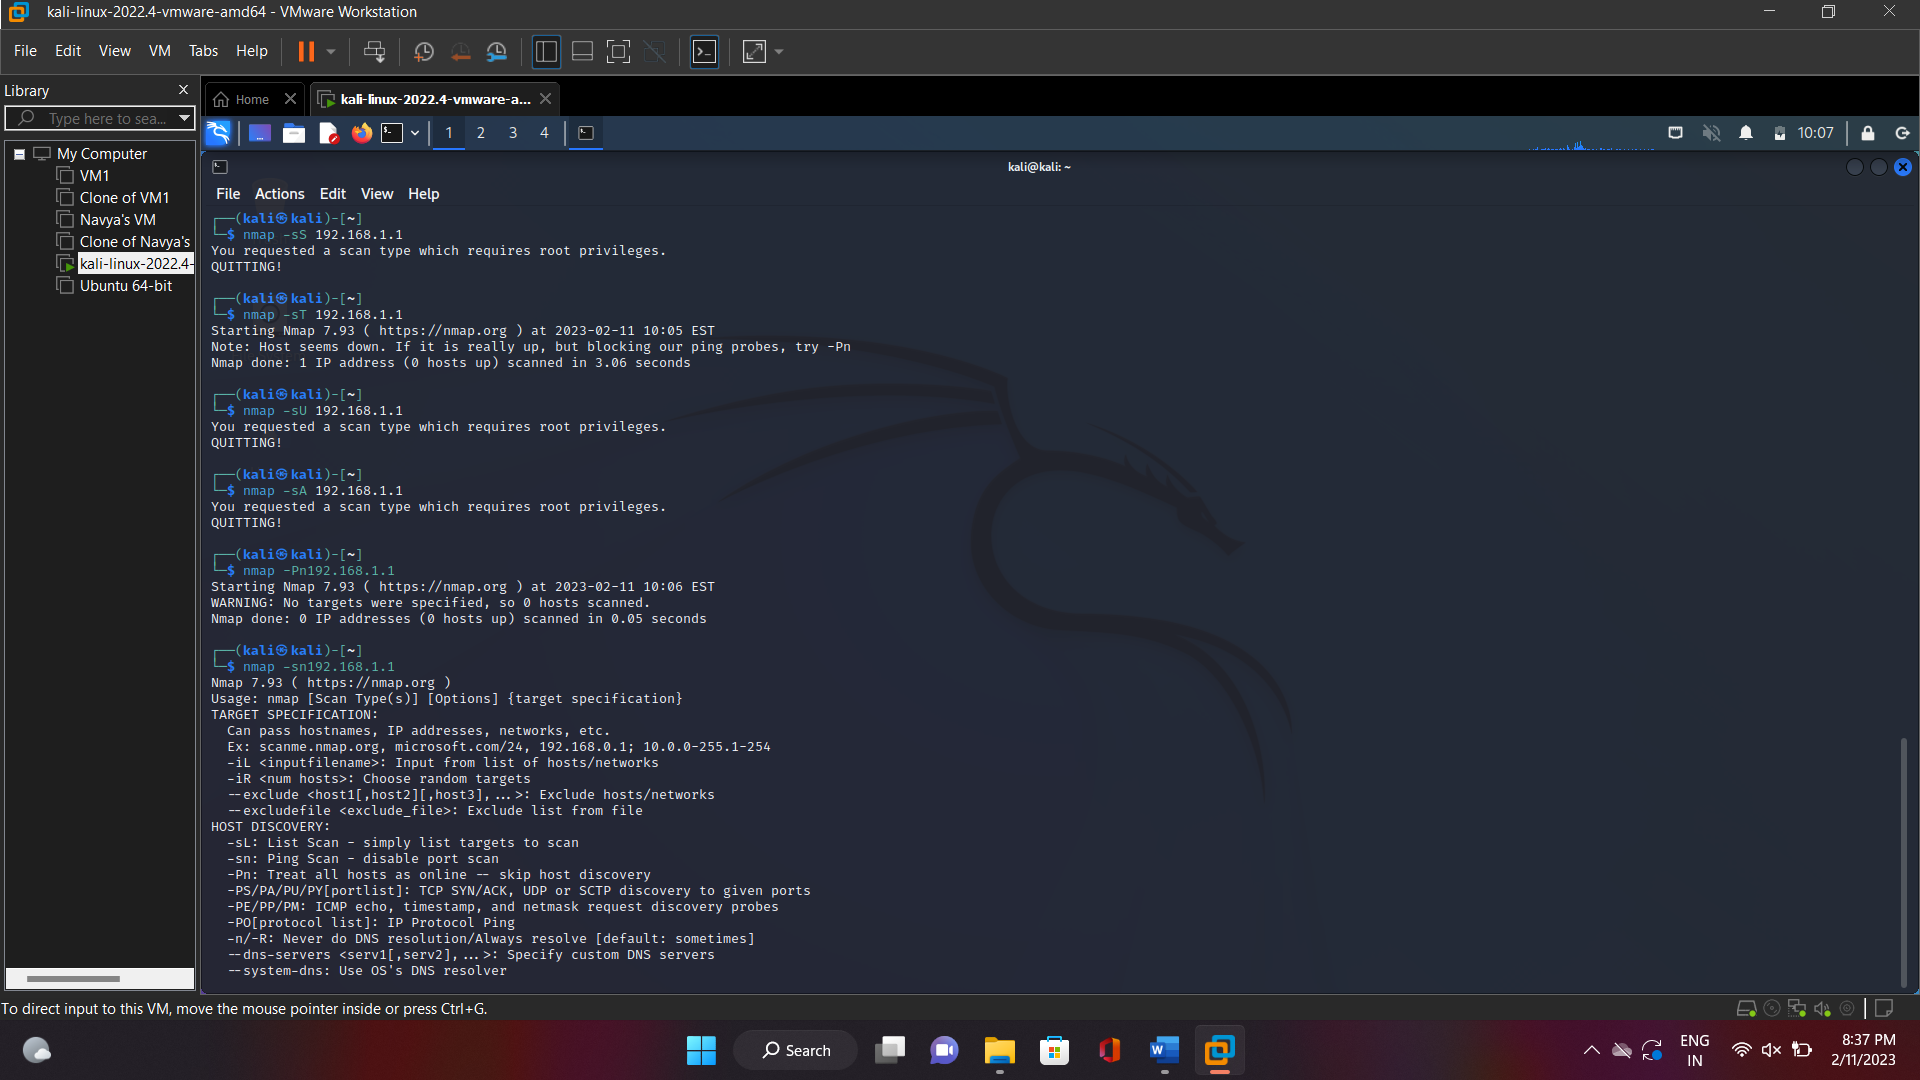 kali-linux-2022.4-vmware-amd64 - VMware Workstation
File Edit View VM Tabs Help
Library
Type here to sea...
My Computer
VM1
Clone of VM1
Navya's VM
Clone of Navya's
kali-linux-2022.4-
Ubuntu 64-bit
Home
kali-linux-2022.4-vmware-a...
1 2 3 4
10:07
kali@kali: ~
File Actions Edit View Help
┌──(kali㉿kali)-[~]
└─$ nmap -sS 192.168.1.1
You requested a scan type which requires root privileges.
QUITTING!
┌──(kali㉿kali)-[~]
└─$ nmap -sT 192.168.1.1
Starting Nmap 7.93 ( https://nmap.org ) at 2023-02-11 10:05 EST
Note: Host seems down. If it is really up, but blocking our ping probes, try -Pn
Nmap done: 1 IP address (0 hosts up) scanned in 3.06 seconds
┌──(kali㉿kali)-[~]
└─$ nmap -sU 192.168.1.1
You requested a scan type which requires root privileges.
QUITTING!
┌──(kali㉿kali)-[~]
└─$ nmap -sA 192.168.1.1
You requested a scan type which requires root privileges.
QUITTING!
┌──(kali㉿kali)-[~]
└─$ nmap -Pn192.168.1.1
Starting Nmap 7.93 ( https://nmap.org ) at 2023-02-11 10:06 EST
WARNING: No targets were specified, so 0 hosts scanned.
Nmap done: 0 IP addresses (0 hosts up) scanned in 0.05 seconds
┌──(kali㉿kali)-[~]
└─$ nmap -sn192.168.1.1
Nmap 7.93 ( https://nmap.org )
Usage: nmap [Scan Type(s)] [Options] {target specification}
TARGET SPECIFICATION:
Can pass hostnames, IP addresses, networks, etc.
Ex: scanme.nmap.org, microsoft.com/24, 192.168.0.1; 10.0.0-255.1-254
-iL <inputfilename>: Input from list of hosts/networks
-iR <num hosts>: Choose random targets
--exclude <host1[,host2][,host3],...>: Exclude hosts/networks
--excludefile <exclude_file>: Exclude list from file
HOST DISCOVERY:
-sL: List Scan - simply list targets to scan
-sn: Ping Scan - disable port scan
-Pn: Treat all hosts as online -- skip host discovery
-PS/PA/PU/PY[portlist]: TCP SYN/ACK, UDP or SCTP discovery to given ports
-PE/PP/PM: ICMP echo, timestamp, and netmask request discovery probes
-PO[protocol list]: IP Protocol Ping
-n/-R: Never do DNS resolution/Always resolve [default: sometimes]
--dns-servers <serv1[,serv2],...>: Specify custom DNS servers
--system-dns: Use OS's DNS resolver
To direct input to this VM, move the mouse pointer inside or press Ctrl+G.
Search
ENG
IN
8:37 PM
2/11/2023